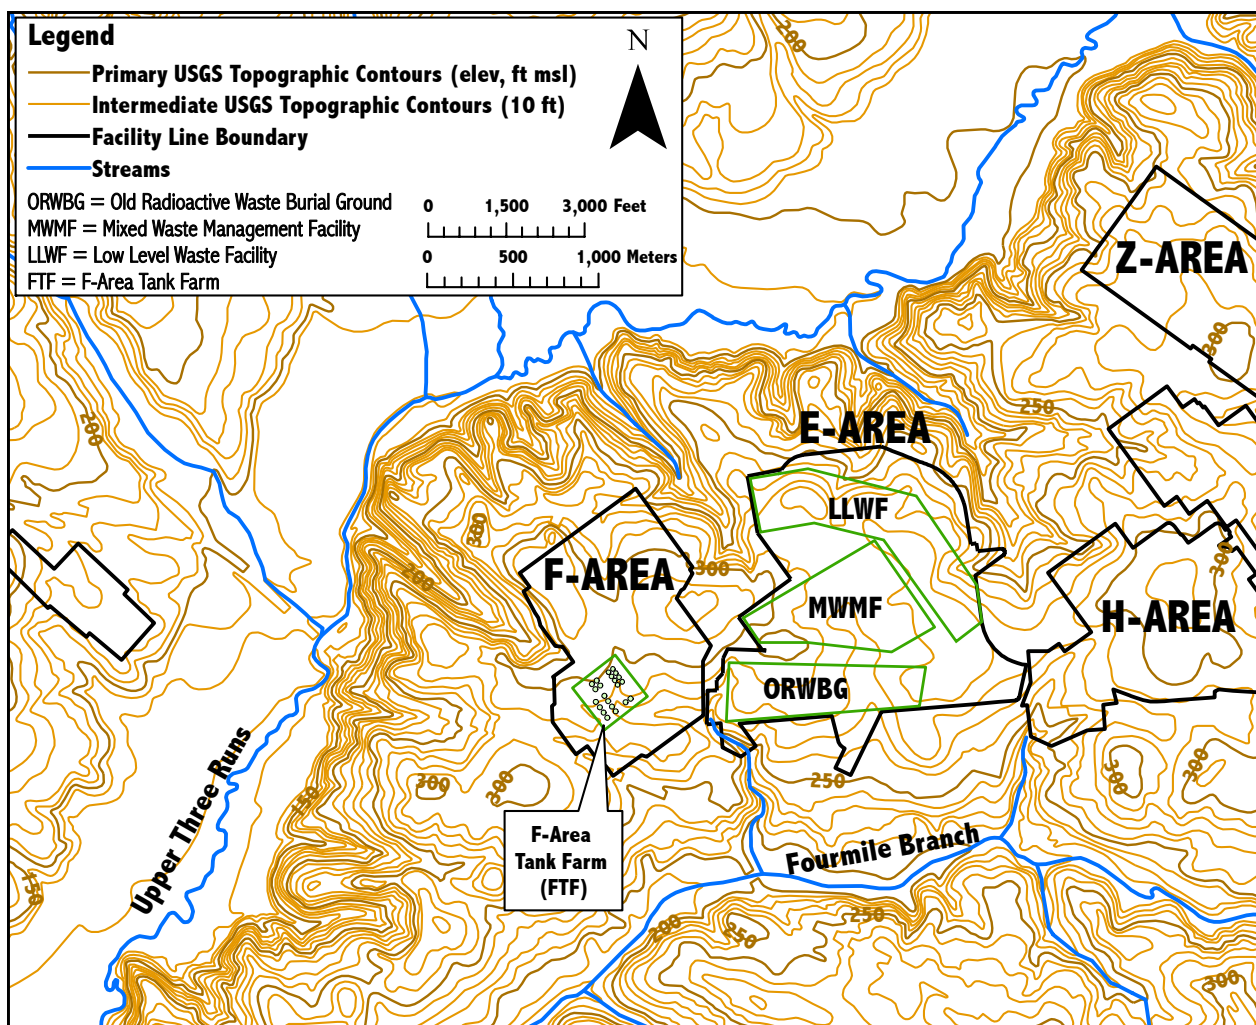 Legend
N
Primary USGS Topographic Contours (elev, ft msl)
Intermediate USGS Topographic Contours (10 ft)
Facility Line Boundary
Streams
ORWBG = Old Radioactive Waste Burial Ground
MWMF = Mixed Waste Management Facility
LLWF = Low Level Waste Facility
FTF = F-Area Tank Farm
0 1,500 3,000 Feet
0 500 1,000 Meters
200
Z-AREA
300
250
200
E-AREA
LLWF
300
200
F-AREA
300
MWMF
300
H-AREA
ORWBG
Upper Three Runs
150
300
300
250
300
300
F-Area
Tank Farm
(FTF)
Fourmile Branch
150
200
250
250
300